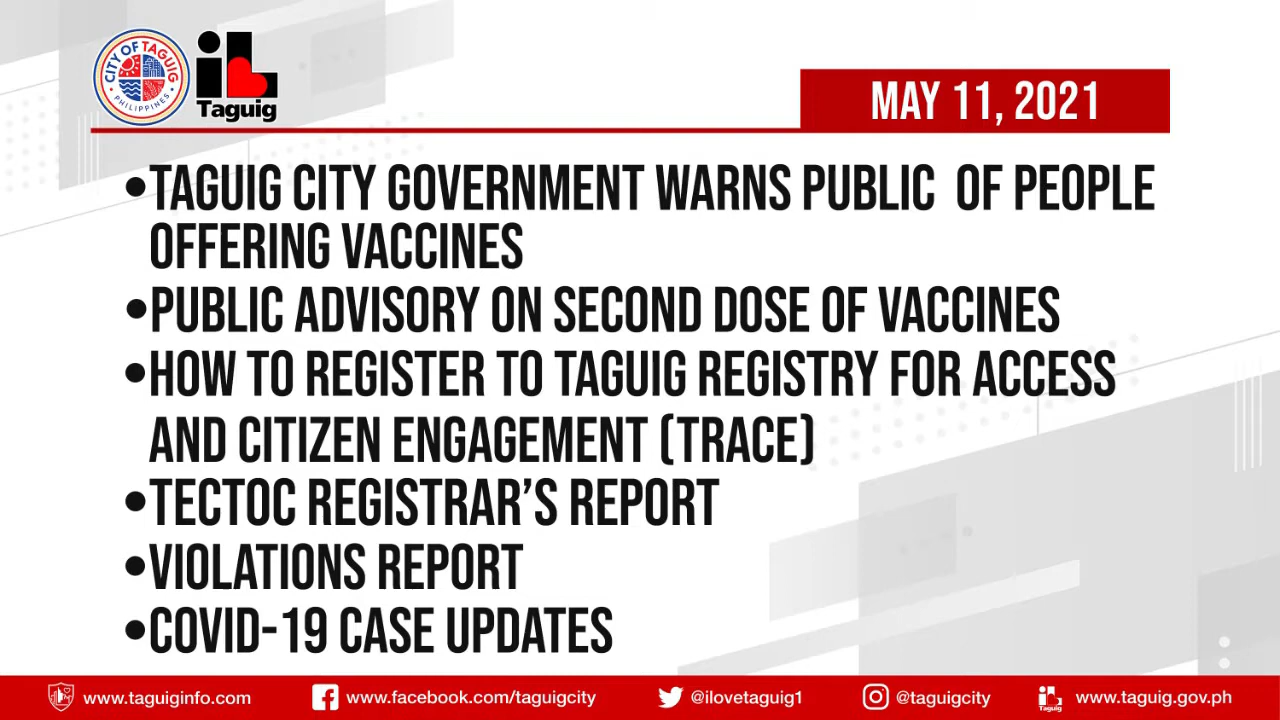 CITY OF TAGUIG
PHILIPPINES
iL
Taguig
MAY 11, 2021
•TAGUIG CITY GOVERNMENT WARNS PUBLIC OF PEOPLE
OFFERING VACCINES
•PUBLIC ADVISORY ON SECOND DOSE OF VACCINES
•HOW TO REGISTER TO TAGUIG REGISTRY FOR ACCESS
AND CITIZEN ENGAGEMENT (TRACE)
•TECTOC REGISTRAR’S REPORT
•VIOLATIONS REPORT
•COVID-19 CASE UPDATES
www.taguiginfo.com
www.facebook.com/taguigcity
@ilovetaguig1
@taguigcity
iL
Taguig
www.taguig.gov.ph